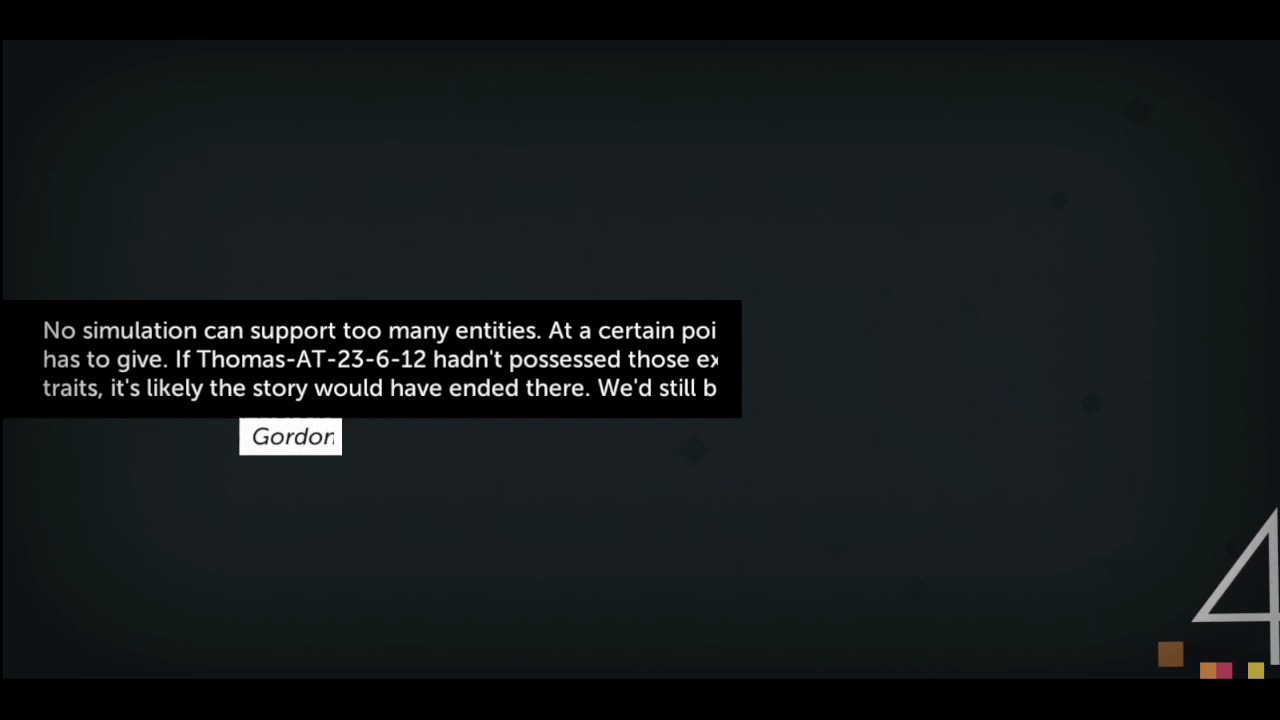 No simulation can support too many entities. At a certain poi
has to give. If Thomas-AT-23-6-12 hadn't possessed those ex
traits, it's likely the story would have ended there. We'd still b
Gordon
4